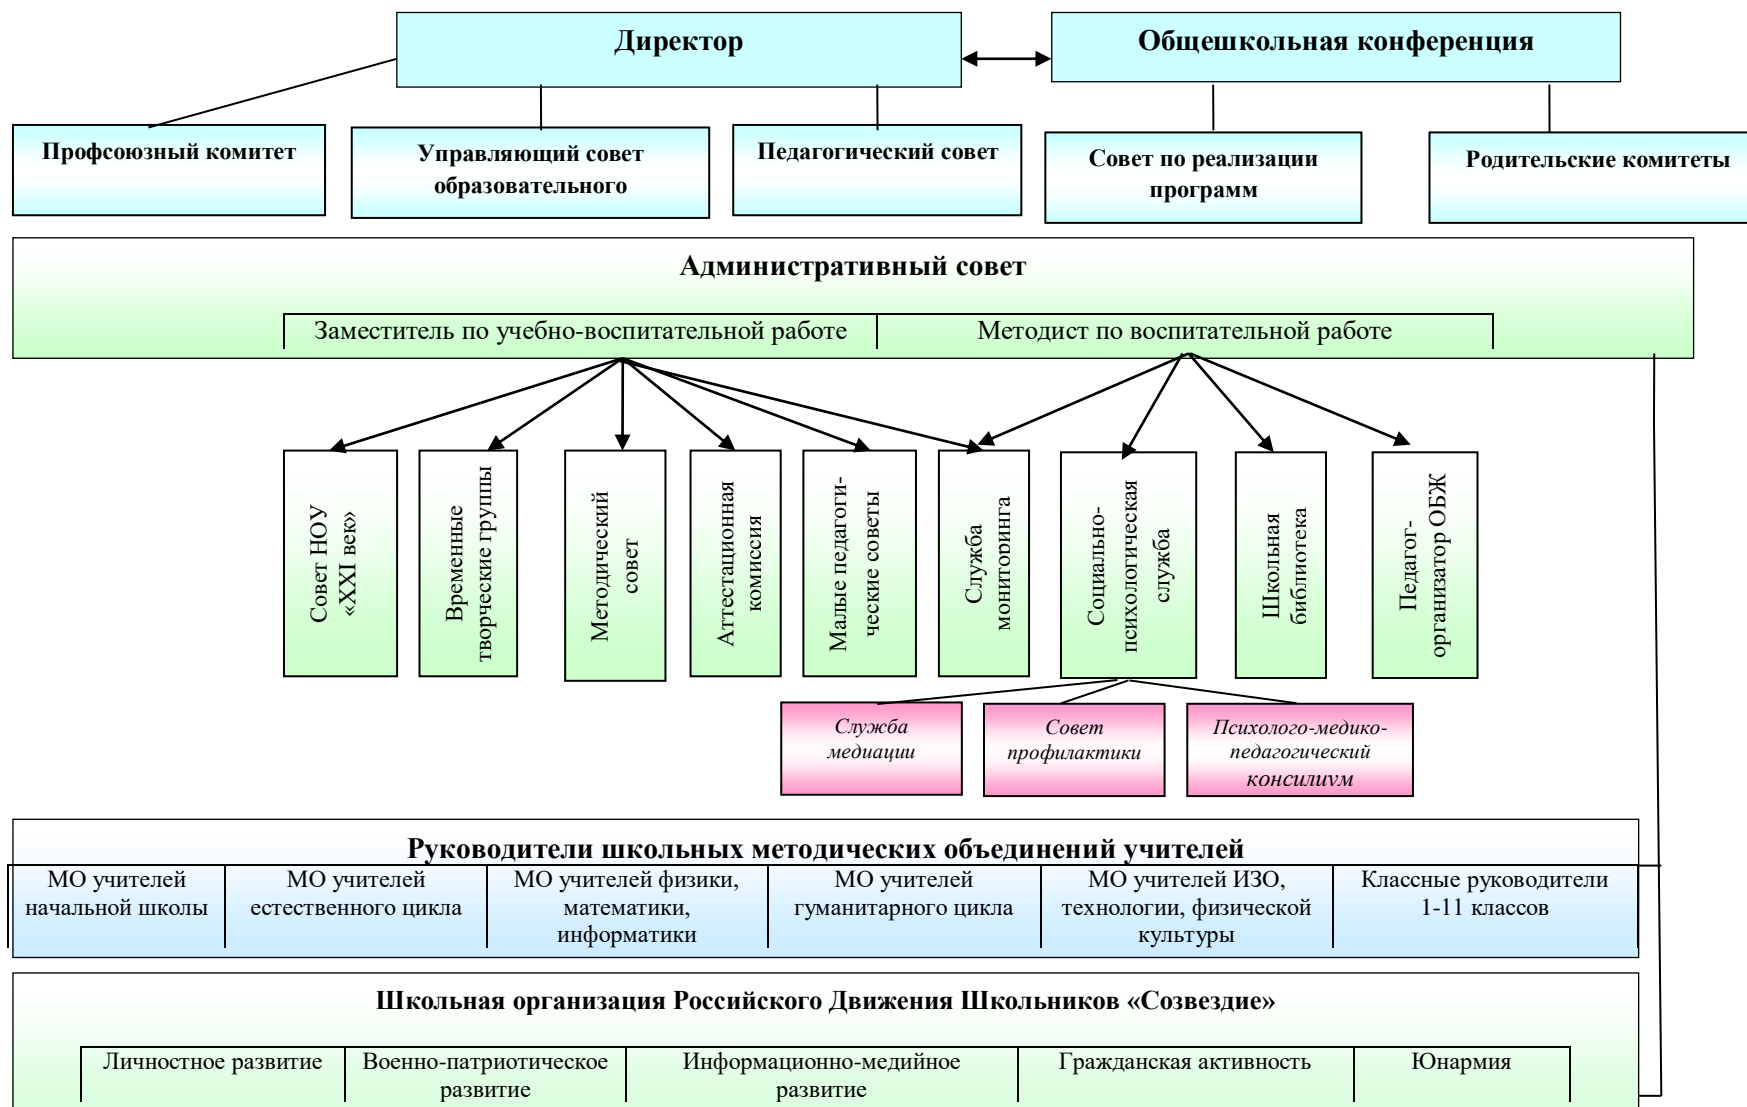 Директор
Общешкольная конференция
Профсоюзный комитет
Управляющий совет
образовательного
Педагогический совет
Совет по реализации
программ
Родительские комитеты
Административный совет
Заместитель по учебно-воспитательной работе
Методист по воспитательной работе
Совет НОУ
«XXI век»
Временные
творческие группы
Методический
совет
Аттестационная
комиссия
Малые педагоги-
ческие советы
Служба
мониторинга
Социально-
психологическая
служба
Школьная
библиотека
Педагог-
организатор ОБЖ
Служба
медиации
Совет
профилактики
Психолого-медико-
педагогический
консилиум
Руководители школьных методических объединений учителей
МО учителей
начальной школы
МО учителей
естественного цикла
МО учителей физики,
математики,
информатики
МО учителей
гуманитарного цикла
МО учителей ИЗО,
технологии, физической
культуры
Классные руководители
1-11 классов
Школьная организация Российского Движения Школьников «Созвездие»
Личностное развитие
Военно-патриотическое
развитие
Информационно-медийное
развитие
Гражданская активность
Юнармия